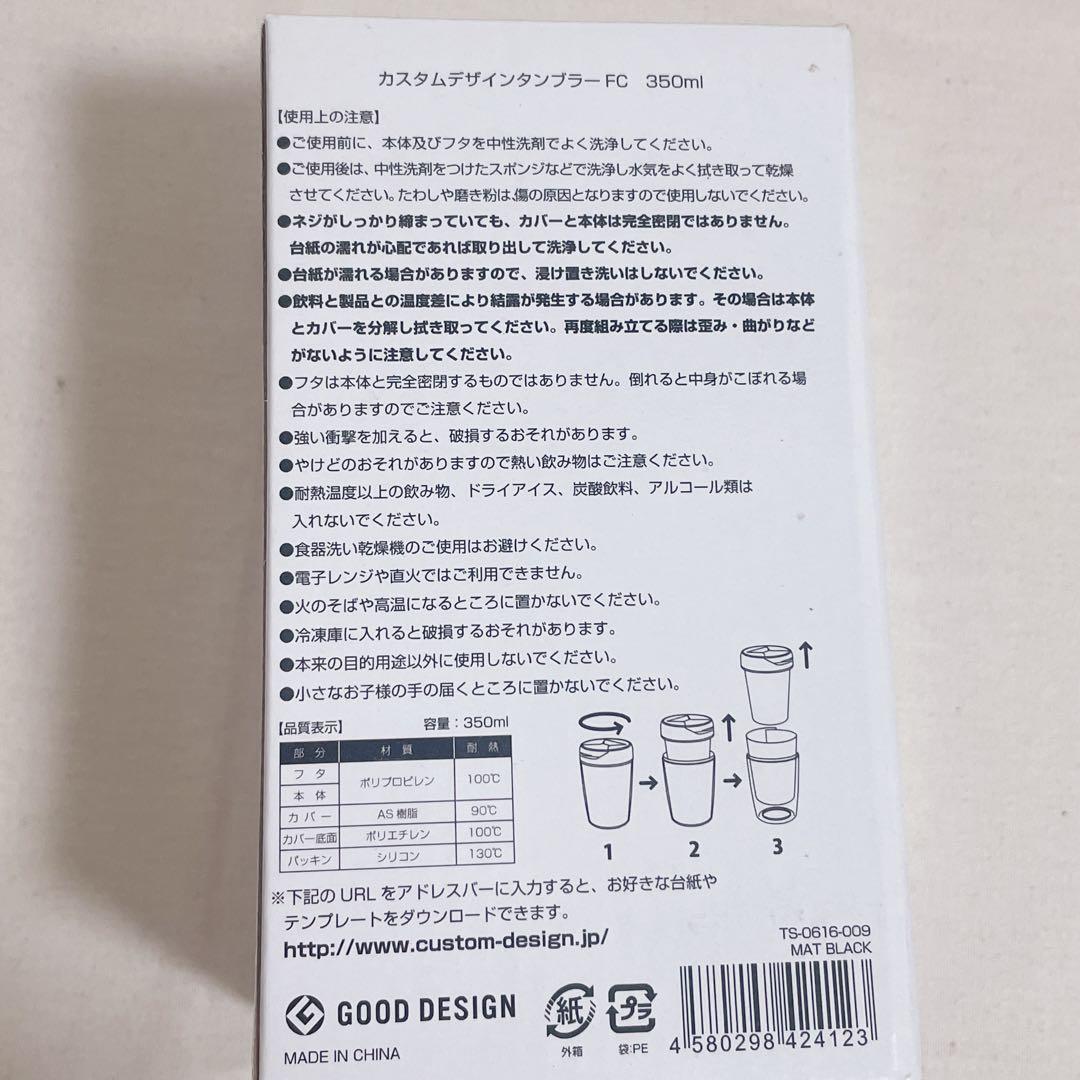 カスタムデザインタンブラーFC 350ml
【使用上の注意】
●ご使用前に、本体及びフタを中性洗剤でよく洗浄してください。
●ご使用後は、中性洗剤をつけたスポンジなどで洗浄し水気をよく拭き取って乾燥
させてください。たわしや磨き粉は、傷の原因となりますので使用しないでください。
●ネジがしっかり締まっていても、カバーと本体は完全密閉ではありません。
台紙の濡れが心配であれば取り出して洗浄してください。
●台紙が濡れる場合がありますので、浸け置き洗いはしないでください。
●飲料と製品との温度差により結露が発生する場合があります。その場合は本体
とカバーを分解し拭き取ってください。再度組み立てる際は歪み・曲がりなど
がないように注意してください。
●フタは本体と完全密閉するものではありません。倒れると中身がこぼれる場
合がありますのでご注意ください。
●強い衝撃を加えると、破損するおそれがあります。
●やけどのおそれがありますので熱い飲み物はご注意ください。
●耐熱温度以上の飲み物、ドライアイス、炭酸飲料、アルコール類は
入れないでください。
●食器洗い乾燥機のご使用はお避けください。
●電子レンジや直火ではご利用できません。
●火のそばや高温になるところに置かないでください。
●冷凍庫に入れると破損するおそれがあります。
●本来の目的用途以外に使用しないでください。
●小さなお子様の手の届くところに置かないでください。
【品質表示】 容量：350ml
部分 材質 耐熱
フタ
本体 ポリプロピレン 100℃
カバー AS樹脂 90℃
カバー底面 ポリエチレン 100℃
パッキン シリコン 130℃
1 2 3
※下記のURLをアドレスバーに入力すると、お好きな台紙や
テンプレートをダウンロードできます。
http://www.custom-design.jp/
TS-0616-009
MAT BLACK
GOOD DESIGN
MADE IN CHINA
紙
外箱
プラ
袋:PE
4 580298 424123